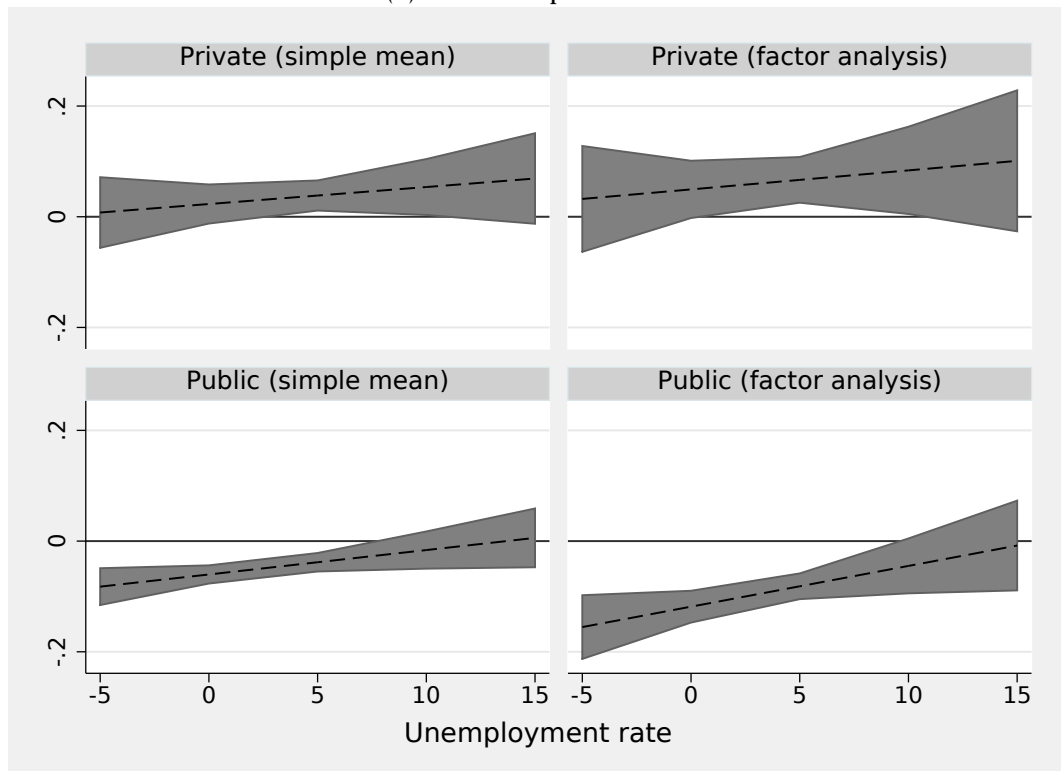 Private (simple mean)
Private (factor analysis)
.2
0
-.2
Public (simple mean)
Public (factor analysis)
.2
0
-.2
-5 0 5 10 15
-5 0 5 10 15
Unemployment rate